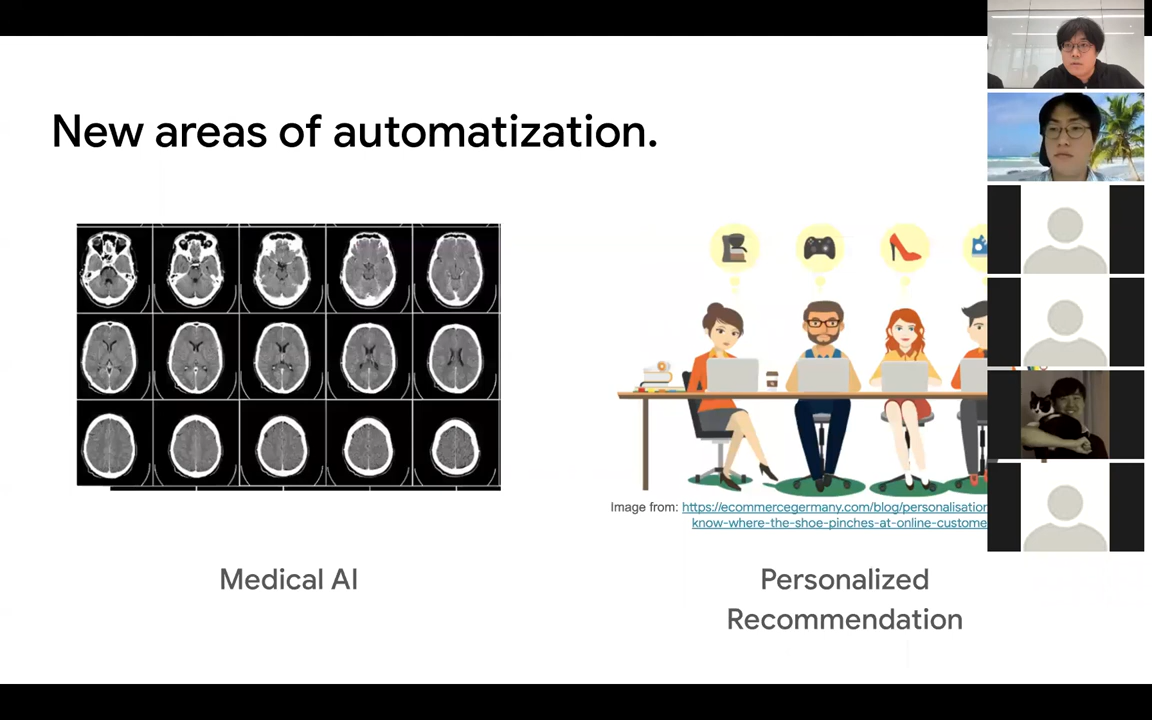 New areas of automatization.
Image from: https://ecommercegermany.com/blog/personalisation
know-where-the-shoe-pinches-at-online-custome
Medical AI
Personalized
Recommendation